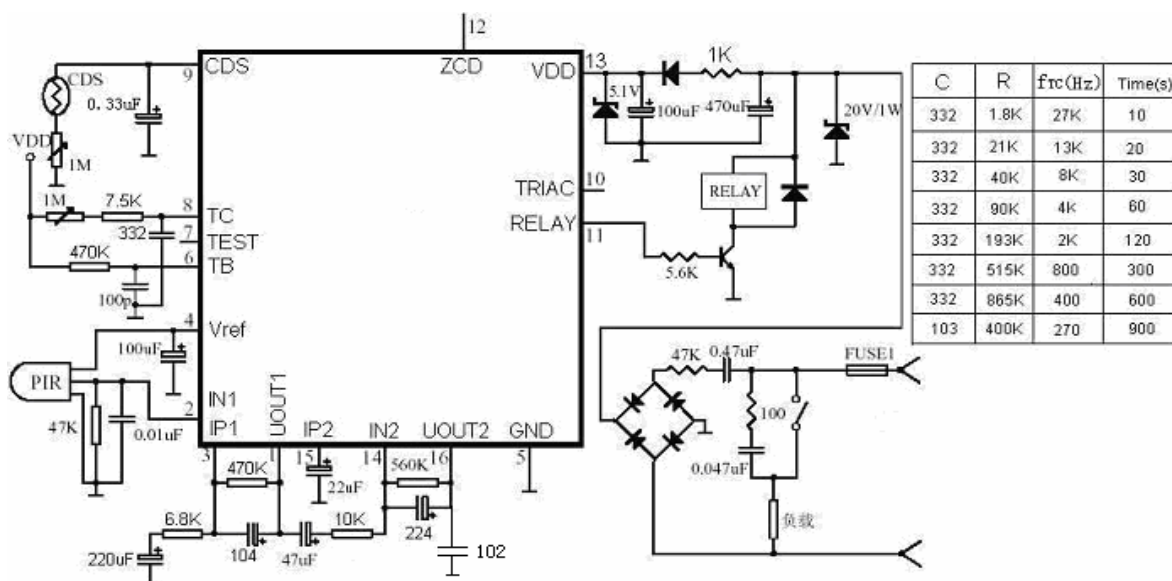 12
9
CDS
ZCD
VDD
13
1K
CDS
0.33uF
5.1V
100uF
470uF
20V/1W
VDD
1M
TRIAC
10
RELAY
RELAY
11
1M
7.5K
8
TC
332
7
TEST
470K
6
TB
5.6K
100p
4
Vref
100uF
PIR
47K
0.01uF
2
IN1
IP1
UOUT1
IP2
IN2
UOUT2
GND
3
1
15
14
16
5
470K
22uF
560K
6.8K
10K
224
220uF
104
47uF
102
47K
0.47uF
FUSE1
100
0.047uF
负载
C R frc(Hz) Time(s)
332 1.8K 27K 10
332 21K 13K 20
332 40K 8K 30
332 90K 4K 60
332 193K 2K 120
332 515K 800 300
332 865K 400 600
103 400K 270 900